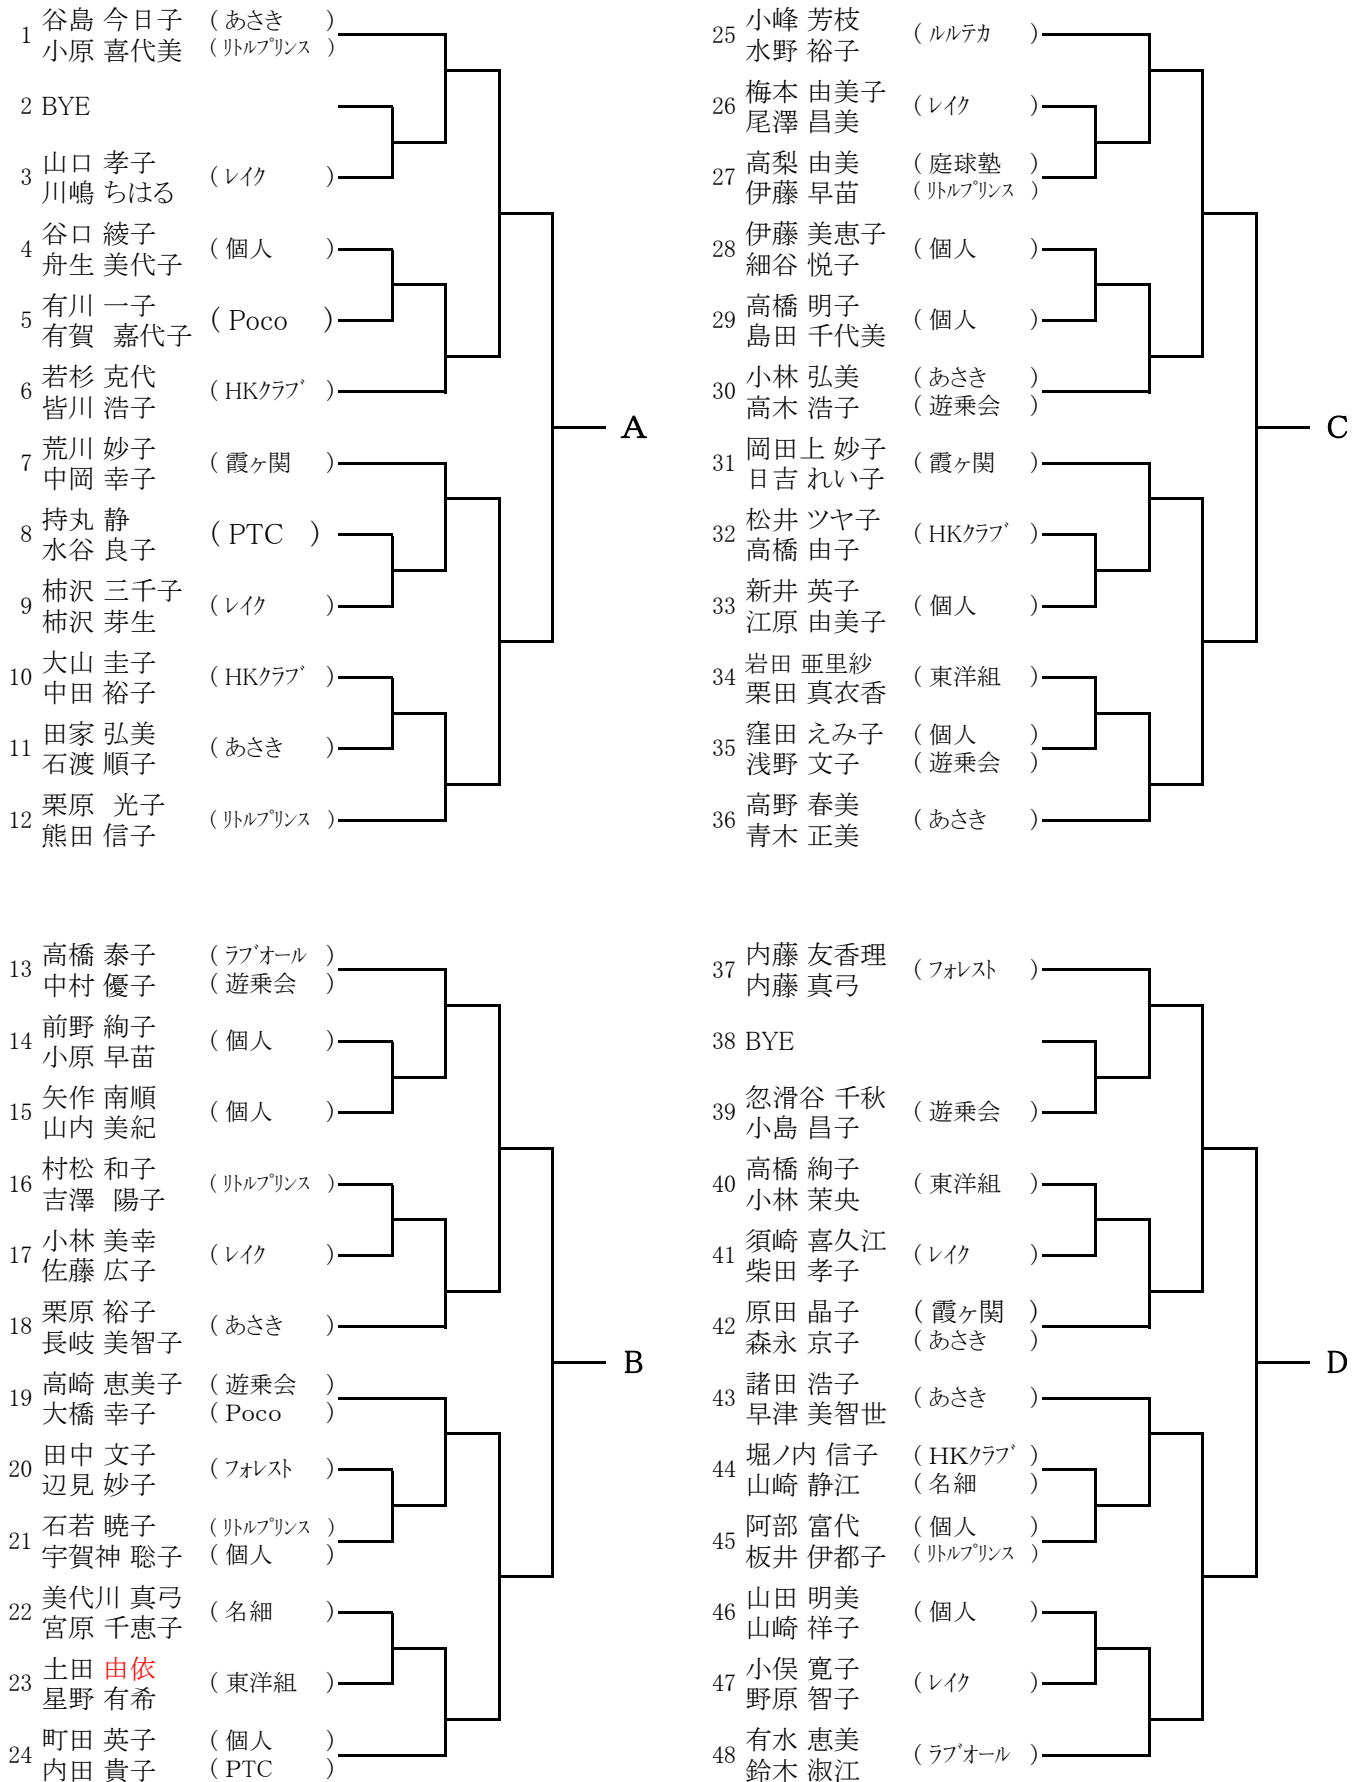 1 谷島 今日子 (あさき)
小原 喜代美 (リトルプリンス)
2 BYE
3 山口 孝子 (レイク)
川嶋 ちはる
4 谷口 綾子 (個人)
舟生 美代子
5 有川 一子 (Poco)
有賀 嘉代子
6 若杉 克代 (HKクラブ)
皆川 浩子
7 荒川 妙子 (霞ヶ関)
中岡 幸子
8 持丸 静 (PTC)
水谷 良子
9 柿沢 三千子 (レイク)
柿沢 芽生
10 大山 圭子 (HKクラブ)
中田 裕子
11 田家 弘美 (あさき)
石渡 順子
12 栗原 光子 (リトルプリンス)
熊田 信子
A
13 高橋 泰子 (ラブオール)
中村 優子 (遊乗会)
14 前野 絢子 (個人)
小原 早苗
15 矢作 南順 (個人)
山内 美紀
16 村松 和子 (リトルプリンス)
吉澤 陽子
17 小林 美幸 (レイク)
佐藤 広子
18 栗原 裕子 (あさき)
長岐 美智子
19 高崎 恵美子 (遊乗会)
大橋 幸子 (Poco)
20 田中 文子 (フォレスト)
辺見 妙子
21 石若 暁子 (リトルプリンス)
宇賀神 聡子 (個人)
22 美代川 真弓 (名細)
宮原 千恵子
23 土田 由依 (東洋組)
星野 有希
24 町田 英子 (個人)
内田 貴子 (PTC)
B
25 小峰 芳枝 (ルルテカ)
水野 裕子
26 梅本 由美子 (レイク)
尾澤 昌美
27 高梨 由美 (庭球塾)
伊藤 早苗 (リトルプリンス)
28 伊藤 美恵子 (個人)
細谷 悦子
29 高橋 明子 (個人)
島田 千代美
30 小林 弘美 (あさき)
高木 浩子 (遊乗会)
31 岡田上 妙子 (霞ヶ関)
日吉 れい子
32 松井 ツヤ子 (HKクラブ)
高橋 由子
33 新井 英子 (個人)
江原 由美子
34 岩田 亜里紗 (東洋組)
栗田 真衣香
35 窪田 えみ子 (個人)
浅野 文子 (遊乗会)
36 高野 春美 (あさき)
青木 正美
C
37 内藤 友香理 (フォレスト)
内藤 真弓
38 BYE
39 忽滑谷 千秋 (遊乗会)
小島 昌子
40 高橋 絢子 (東洋組)
小林 茉央
41 須崎 喜久江 (レイク)
柴田 孝子
42 原田 晶子 (霞ヶ関)
森永 京子 (あさき)
43 諸田 浩子 (あさき)
早津 美智世
44 堀ノ内 信子 (HKクラブ)
山崎 静江 (名細)
45 阿部 富代 (個人)
板井 伊都子 (リトルプリンス)
46 山田 明美 (個人)
山崎 祥子
47 小俣 寛子 (レイク)
野原 智子
48 有水 恵美 (ラブオール)
鈴木 淑江
D